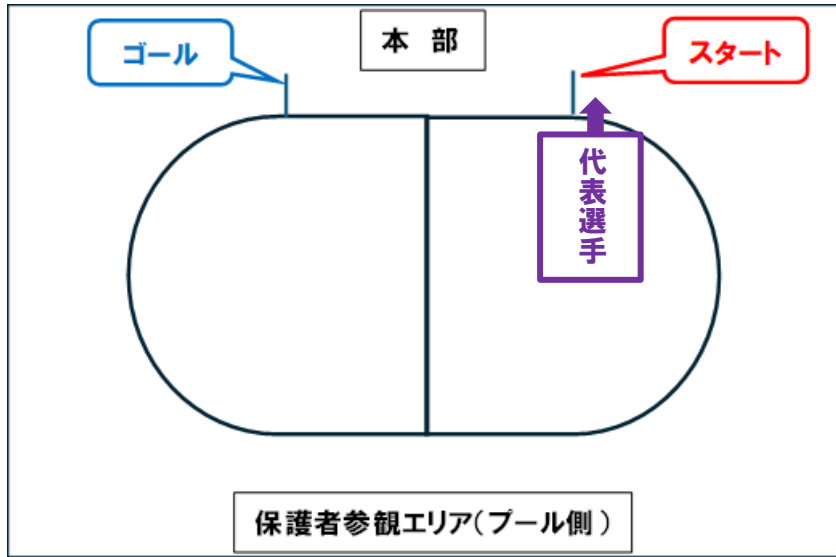 本 部
ゴール
スタート
代表選手
保護者参観エリア（プール側）